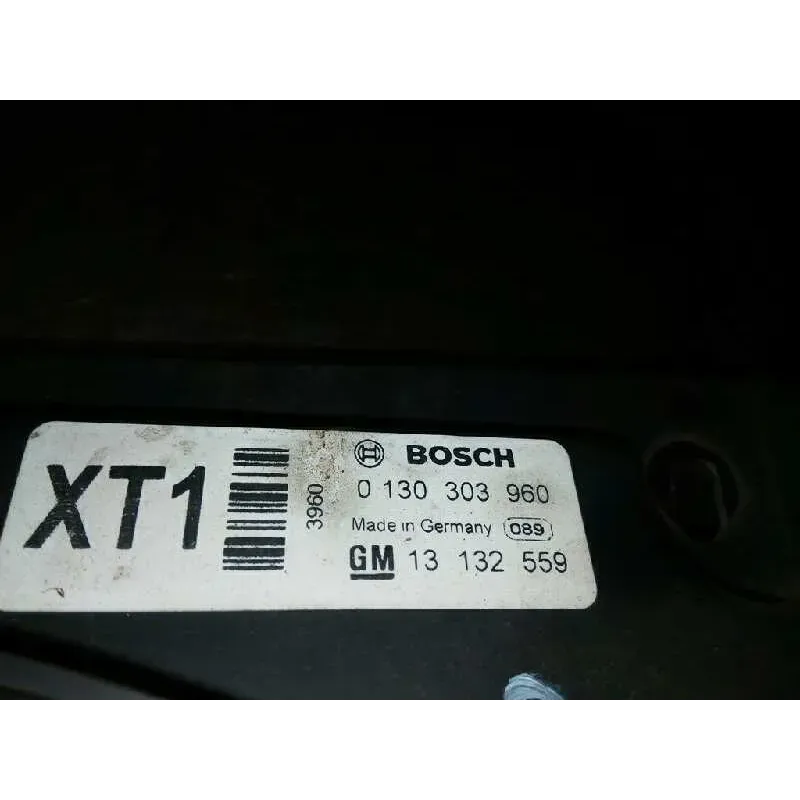 XT1
3960
BOSCH
0 130 303 960
Made in Germany 089
GM 13 132 559